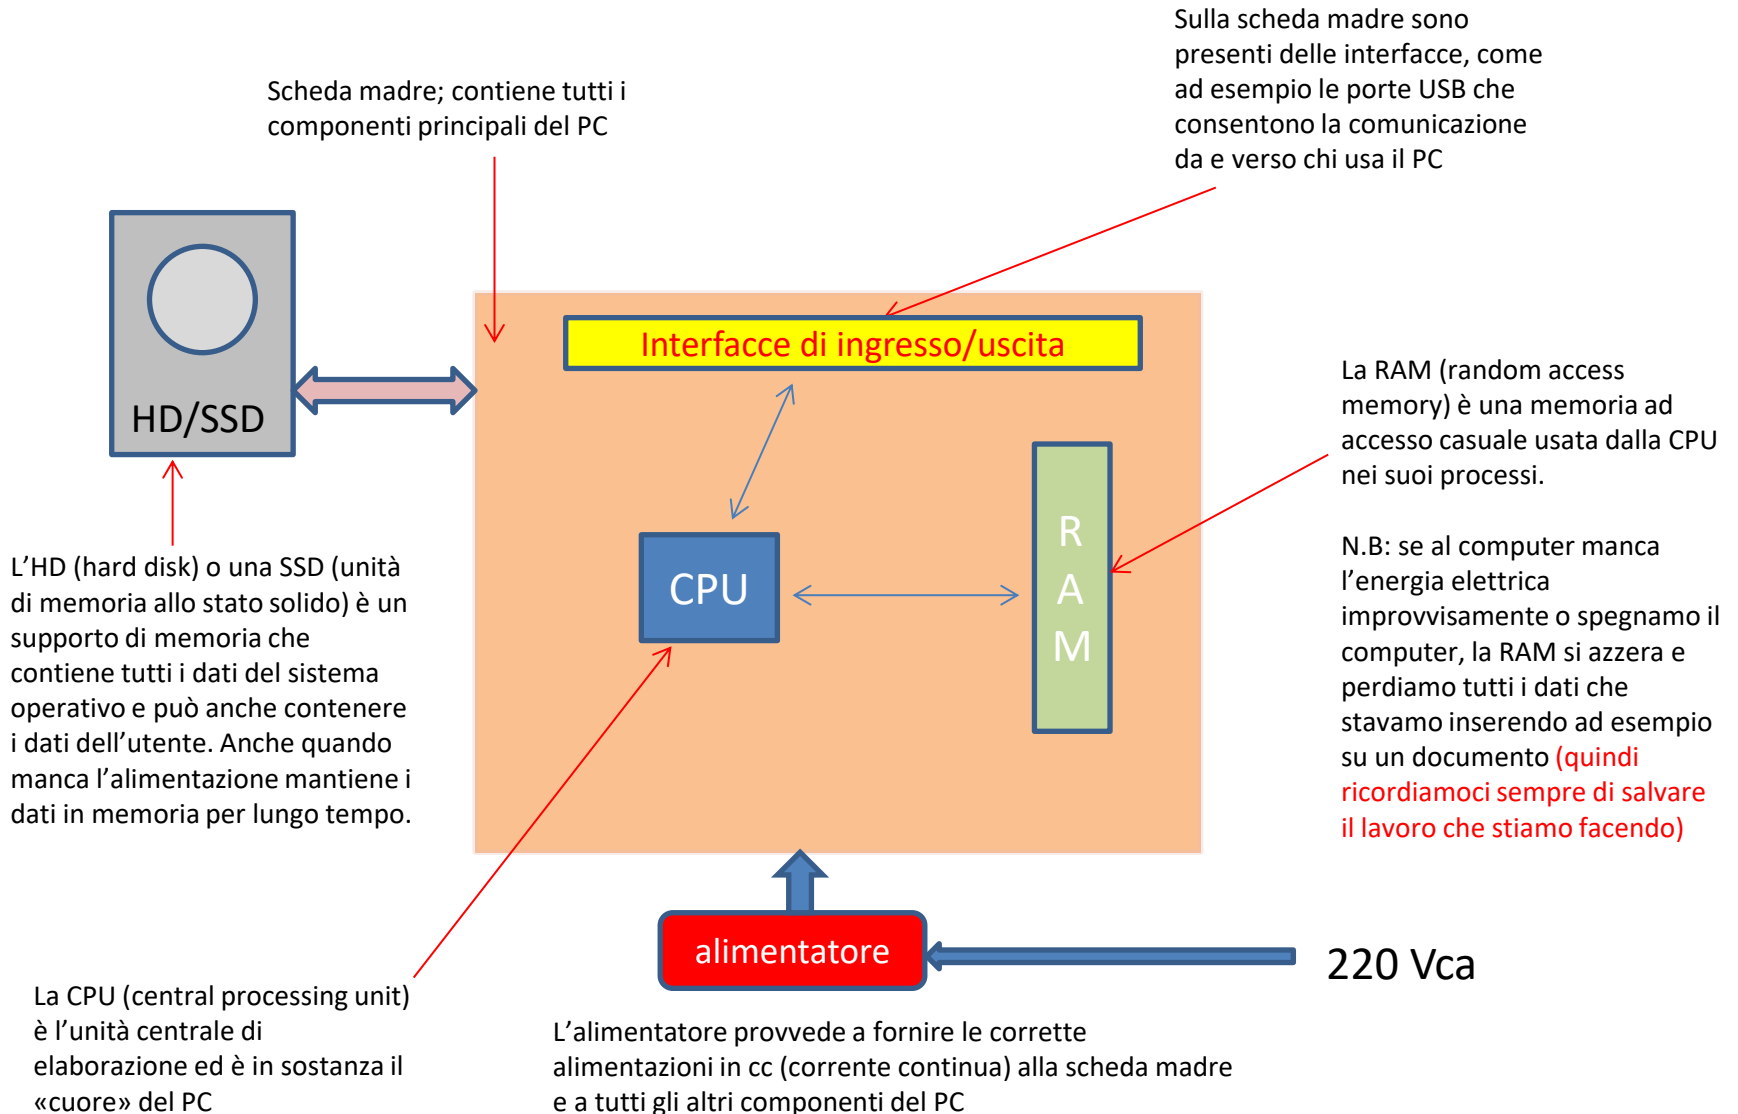 Sulla scheda madre sono
presenti delle interfacce, come
ad esempio le porte USB che
consentono la comunicazione
da e verso chi usa il PC
Scheda madre; contiene tutti i
componenti principali del PC
HD/SSD
Interfacce di ingresso/uscita
CPU
R
A
M
La RAM (random access
memory) è una memoria ad
accesso casuale usata dalla CPU
nei suoi processi.
N.B: se al computer manca
l’energia elettrica
improvvisamente o spegnamo il
computer, la RAM si azzera e
perdiamo tutti i dati che
stavamo inserendo ad esempio
su un documento (quindi
ricordiamoci sempre di salvare
il lavoro che stiamo facendo)
L’HD (hard disk) o una SSD (unità
di memoria allo stato solido) è un
supporto di memoria che
contiene tutti i dati del sistema
operativo e può anche contenere
i dati dell’utente. Anche quando
manca l’alimentazione mantiene i
dati in memoria per lungo tempo.
alimentatore
220 Vca
La CPU (central processing unit)
è l’unità centrale di
elaborazione ed è in sostanza il
«cuore» del PC
L’alimentatore provvede a fornire le corrette
alimentazioni in cc (corrente continua) alla scheda madre
e a tutti gli altri componenti del PC